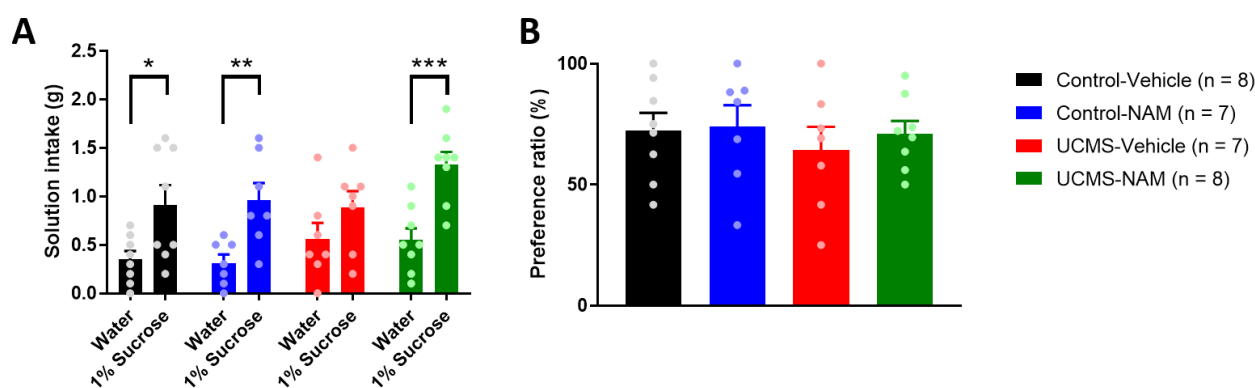 A
Solution intake (g)
2.5
2.0
1.5
1.0
0.5
0.0
*
**
***
Water
1% Sucrose
Water
1% Sucrose
Water
1% Sucrose
Water
1% Sucrose
B
Preference ratio (%)
100
50
0
Control-Vehicle (n = 8)
Control-NAM (n = 7)
UCMS-Vehicle (n = 7)
UCMS-NAM (n = 8)